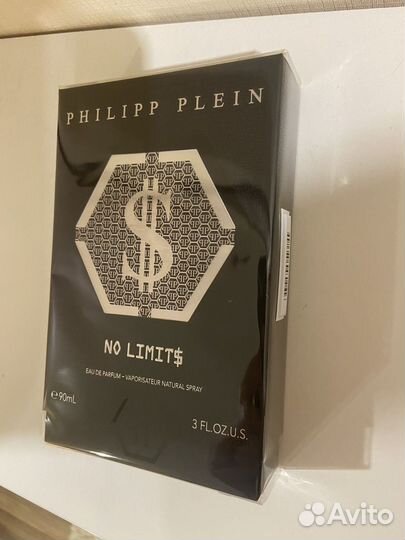 PHILIPP PLEIN
$
NO LIMIT$
EAU DE PARFUM – VAPORISATEUR NATURAL SPRAY
℮ 90mL
3 FL.OZ.U.S.
Avito